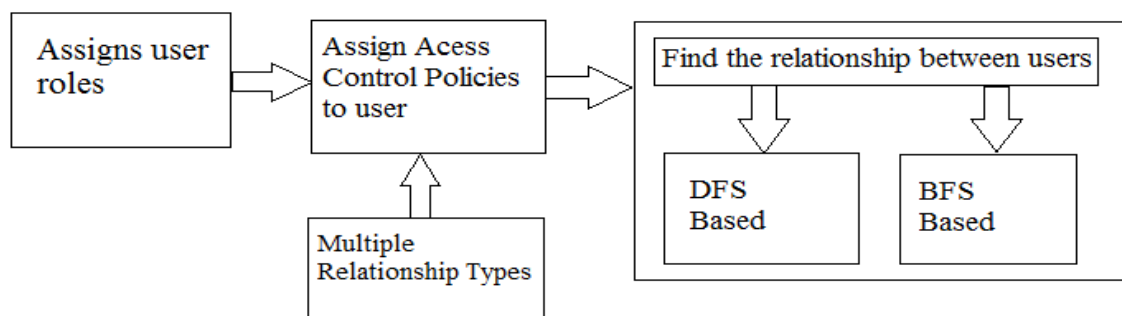 Assigns user
roles
Assign Acess
Control Policies
to user
Multiple
Relationship Types
Find the relationship between users
DFS
Based
BFS
Based